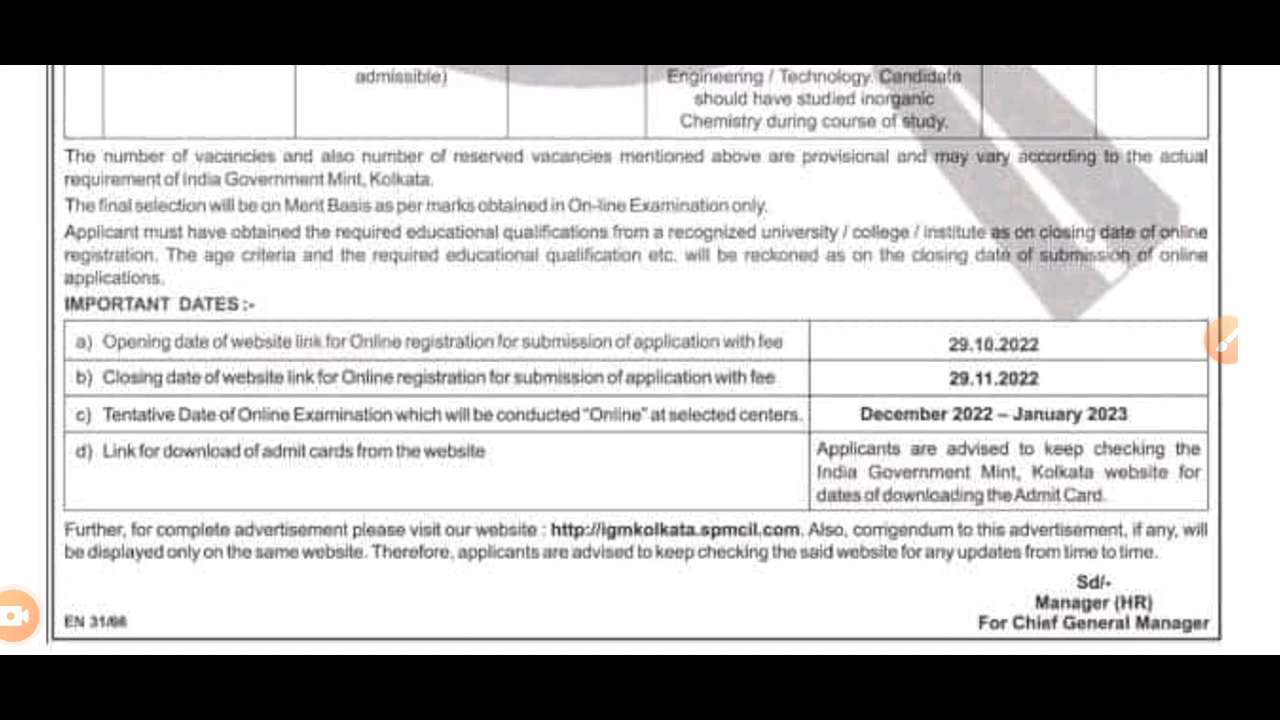 admissible)
Engineering / Technology. Candidate
should have studied inorganic
Chemistry during course of study.
The number of vacancies and also number of reserved vacancies mentioned above are provisional and may vary according to the actual
requirement of India Government Mint, Kolkata.
The final selection will be on Merit Basis as per marks obtained in On-line Examination only.
Applicant must have obtained the required educational qualifications from a recognized university / college / institute as on closing date of online
registration. The age criteria and the required educational qualification etc. will be reckoned as on the closing date of submission of online
applications.
IMPORTANT DATES :-
a) Opening date of website link for Online registration for submission of application with fee 29.10.2022
b) Closing date of website link for Online registration for submission of application with fee 29.11.2022
c) Tentative Date of Online Examination which will be conducted "Online" at selected centers. December 2022 – January 2023
d) Link for download of admit cards from the website
Applicants are advised to keep checking the
India Government Mint, Kolkata website for
dates of downloading the Admit Card.
Further, for complete advertisement please visit our website : http://igmkolkata.spmcil.com. Also, corrigendum to this advertisement, if any, will
be displayed only on the same website. Therefore, applicants are advised to keep checking the said website for any updates from time to time.
Sd/-
Manager (HR)
For Chief General Manager
EN 31/66